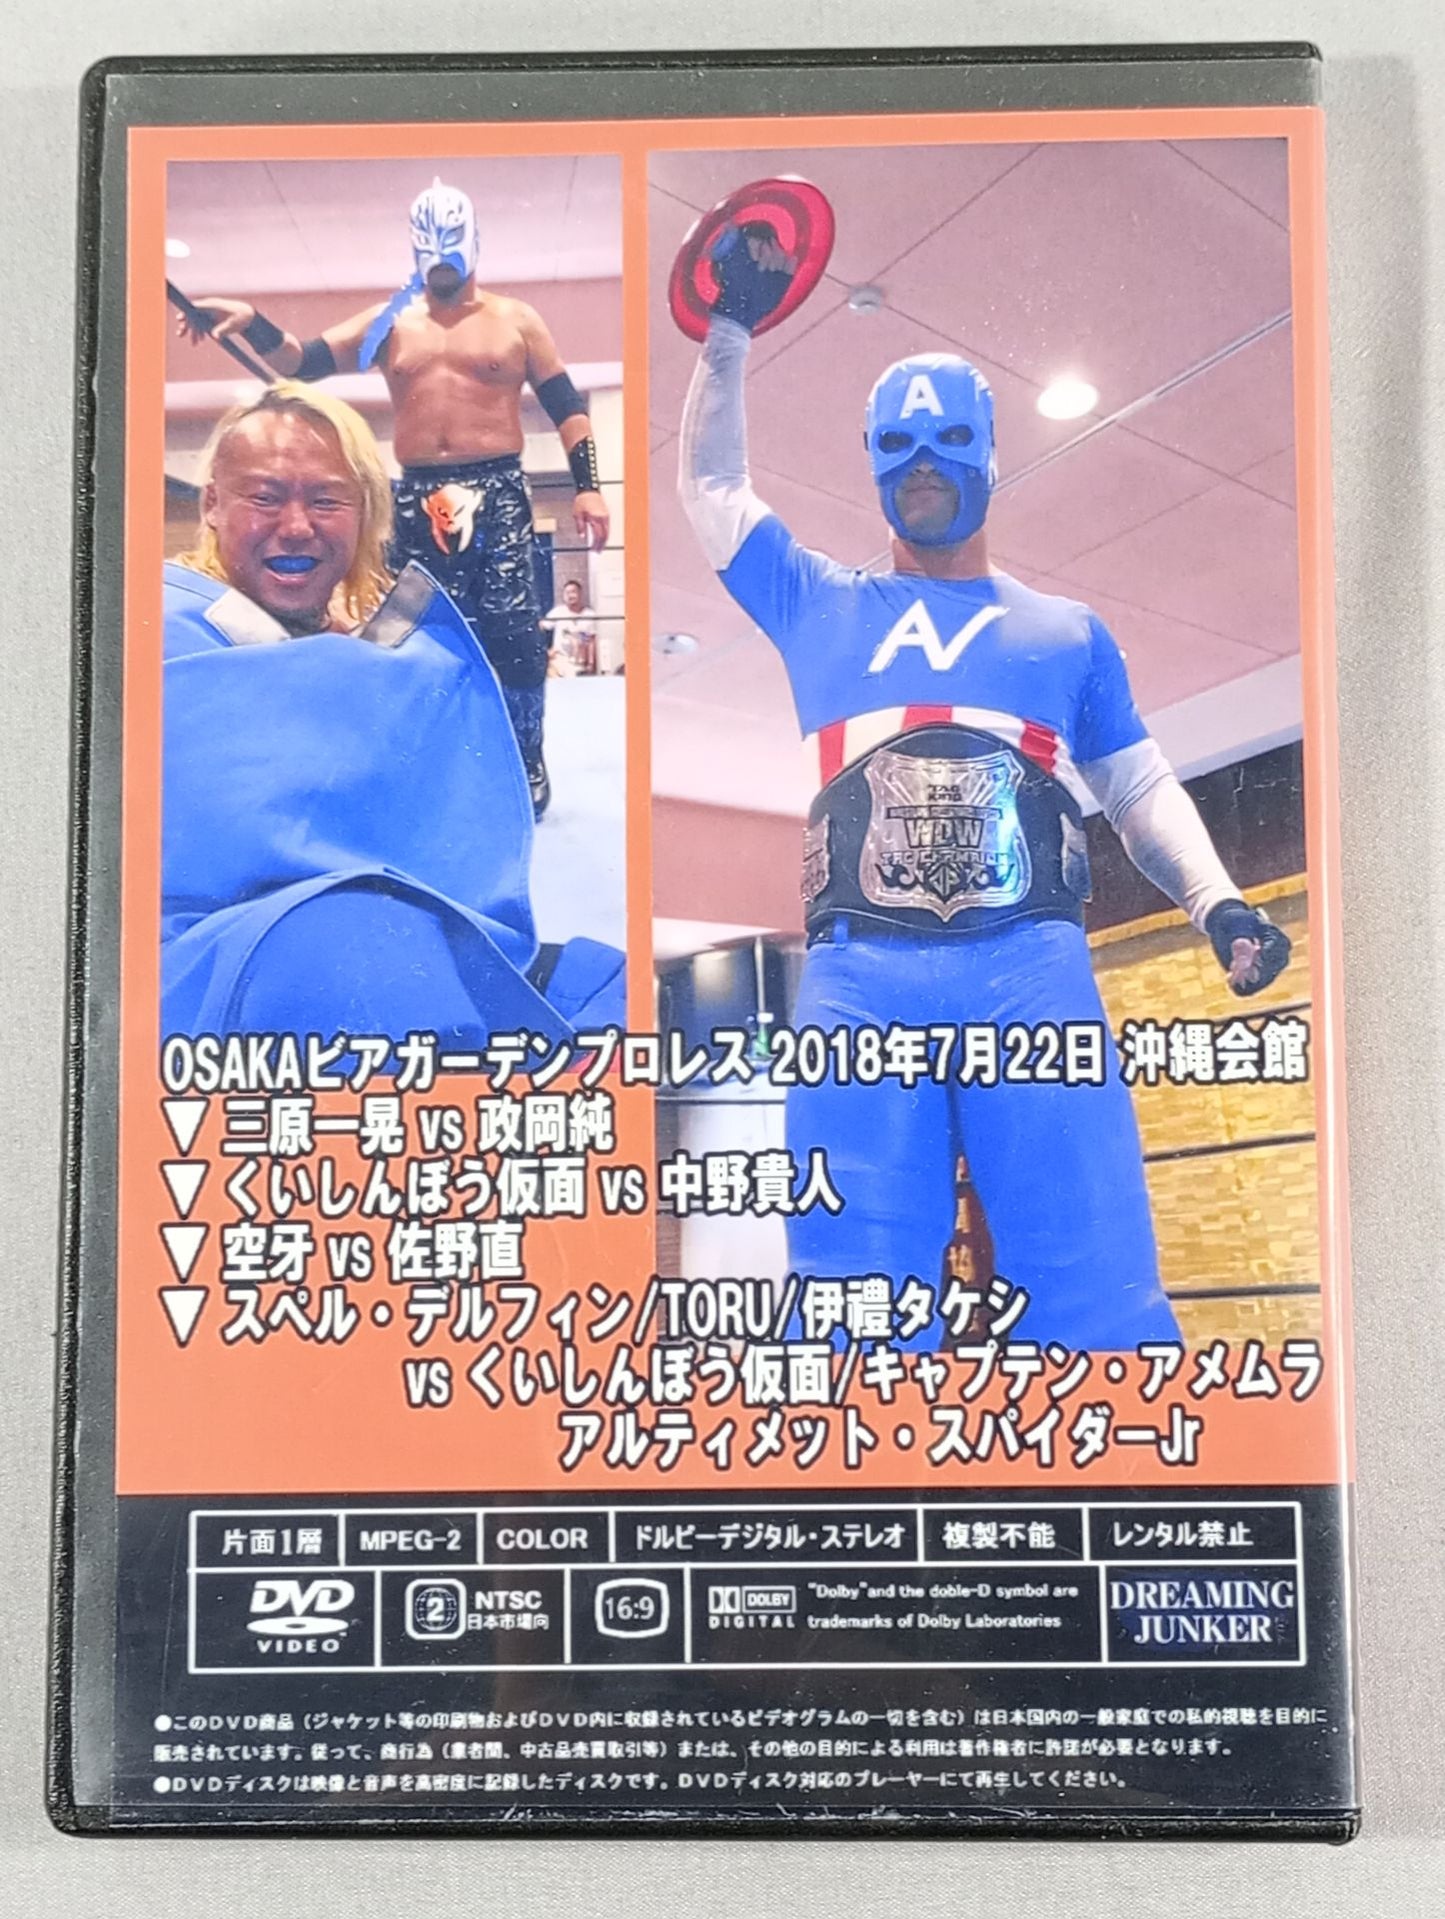 A
AV
TAG
KING
WDW
TAG CHAMPION
OSAKAビアガーデンプロレス 2018年7月22日 沖縄会館
▼ 三原一晃 vs 政岡純
▼ くいしんぼう仮面 vs 中野貴人
▼ 空牙 vs 佐野直
▼ スペル・デルフィン/TORU/伊禮タケシ
vs くいしんぼう仮面/キャプテン・アメムラ
アルティメット・スパイダーJr
片面1層 MPEG-2 COLOR ドルビーデジタル・ステレオ 複製不能 レンタル禁止
DVD VIDEO
2 NTSC 日本市場向
16:9
DOLBY DIGITAL
"Dolby"and the doble-D symbol are
trademarks of Dolby Laboratories
DREAMING
JUNKER
●このDVD商品（ジャケット等の印刷物およびDVD内に収録されているビデオグラムの一切を含む）は日本国内の一般家庭での私的視聴を目的に
販売されています。従って、商行為（業者間、中古品売買取引等）または、その他の目的による利用は著作権者に許諾が必要となります。
●DVDディスクは映像と音声を高密度に記録したディスクです。DVDディスク対応のプレーヤーにて再生してください。